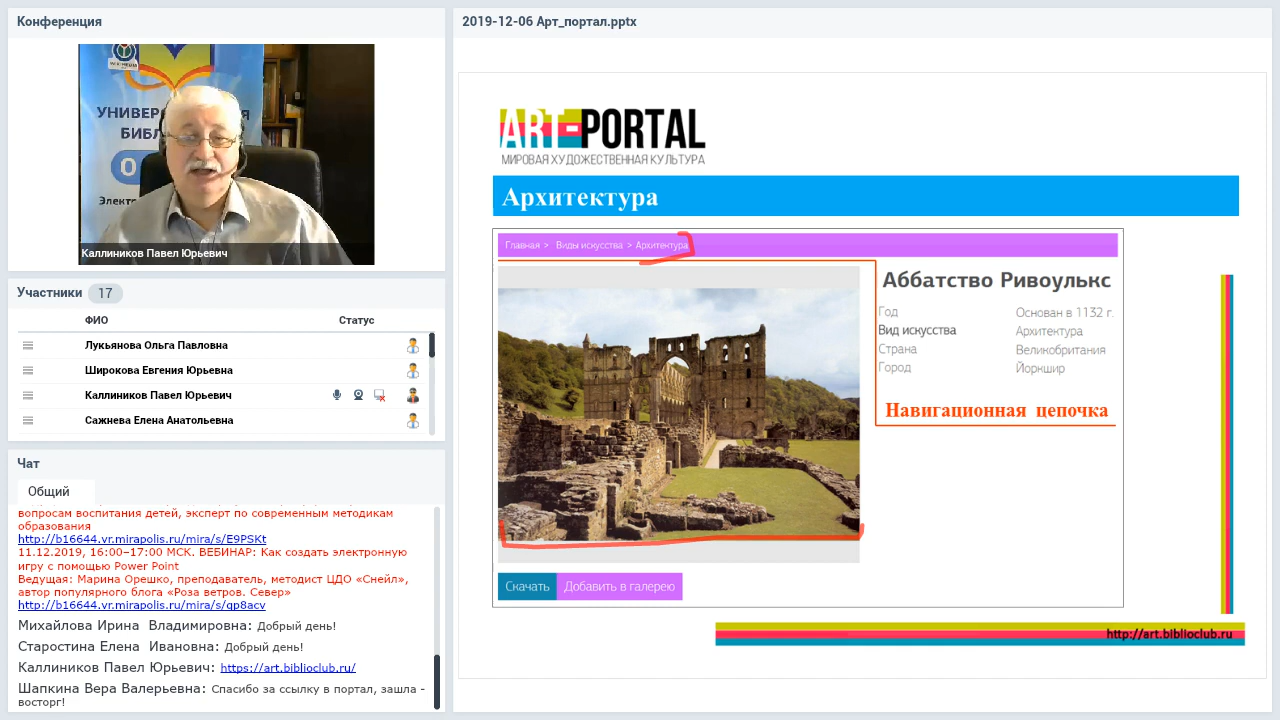 Конференция
УНИВЕР
Я
БИБЛ
Электр
Каллиников Павел Юрьевич
Участники 17
ФИО Статус
Лукьянова Ольга Павловна
Широкова Евгения Юрьевна
Каллиников Павел Юрьевич
Сажнева Елена Анатольевна
Чат
Общий
вопросам воспитания детей, эксперт по современным методикам
образования
http://b16644.vr.mirapolis.ru/mira/s/E9PSKt
11.12.2019, 16:00–17:00 МСК. ВЕБИНАР: Как создать электронную
игру с помощью Power Point
Ведущая: Марина Орешко, преподаватель, методист ЦДО «Снейл»,
автор популярного блога «Роза ветров. Север»
http://b16644.vr.mirapolis.ru/mira/s/qp8acv
Михайлова Ирина Владимировна: Добрый день!
Старостина Елена Ивановна: Добрый день!
Каллиников Павел Юрьевич: https://art.biblioclub.ru/
Шапкина Вера Валерьевна: Спасибо за ссылку в портал, зашла -
восторг!
2019-12-06 Арт_портал.pptx
ART-PORTAL
МИРОВАЯ ХУДОЖЕСТВЕННАЯ КУЛЬТУРА
Архитектура
Главная > Виды искусства > Архитектура
Аббатство Ривоулькс
Год Основан в 1132 г.
Вид искусства Архитектура
Страна Великобритания
Город Йоркшир
Навигационная цепочка
Скачать Добавить в галерею
http://art.biblioclub.ru